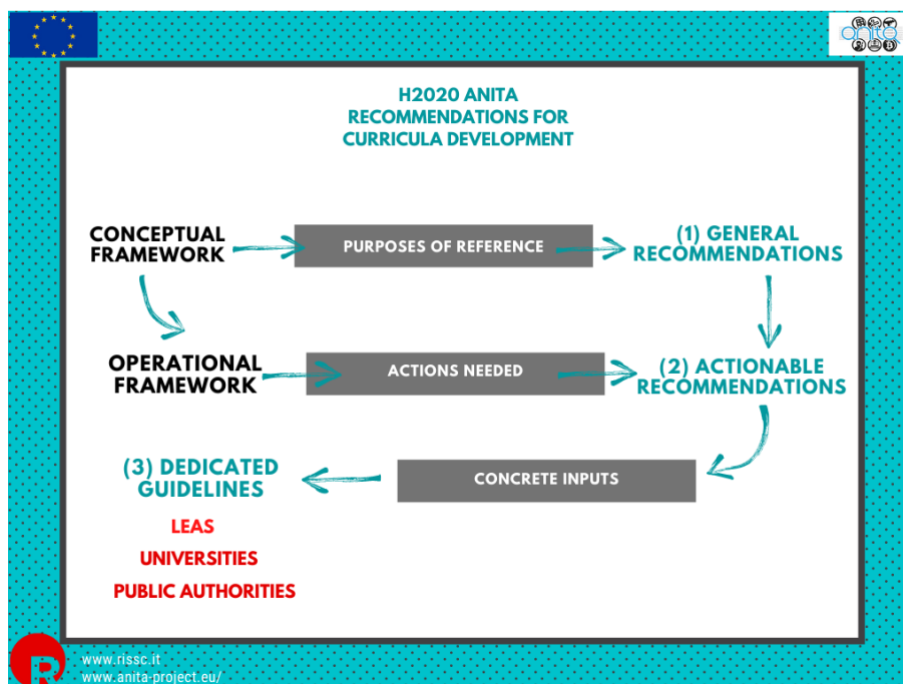 anita
H2020 ANITA
RECOMMENDATIONS FOR
CURRICULA DEVELOPMENT
CONCEPTUAL
FRAMEWORK
PURPOSES OF REFERENCE
(1) GENERAL
RECOMMENDATIONS
OPERATIONAL
FRAMEWORK
ACTIONS NEEDED
(2) ACTIONABLE
RECOMMENDATIONS
(3) DEDICATED
GUIDELINES
CONCRETE INPUTS
LEAS
UNIVERSITIES
PUBLIC AUTHORITIES
R
www.rissc.it
www.anita-project.eu/